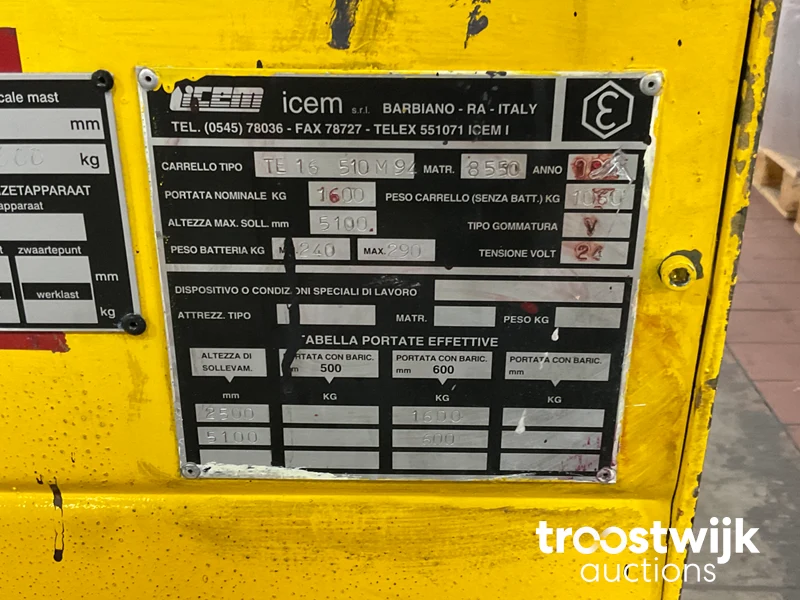 cale mast
mm
kg
ZETAPPARAAT
apparaat
t zwaartepunt
mm
t werklast
kg
icem icem s.r.l. BARBIANO - RA - ITALY
TEL. (0545) 78036 - FAX 78727 - TELEX 551071 ICEM I
CARRELLO TIPO TE 16 510 M 94 MATR. 8550 ANNO
PORTATA NOMINALE KG 1600 PESO CARRELLO (SENZA BATT.) KG
ALTEZZA MAX. SOLL. mm 5100 TIPO GOMMATURA V
PESO BATTERIA KG 240 MAX. 290 TENSIONE VOLT 24
DISPOSITIVO O CONDIZIONI SPECIALI DI LAVORO
ATTREZZ. TIPO MATR. PESO KG
TABELLA PORTATE EFFETTIVE
ALTEZZA DI SOLLEVAM. PORTATA CON BARIC. mm 500 PORTATA CON BARIC. mm 600 PORTATA CON BARIC. mm
mm KG KG KG
2500 1600
5100 600
troostwijk
auctions